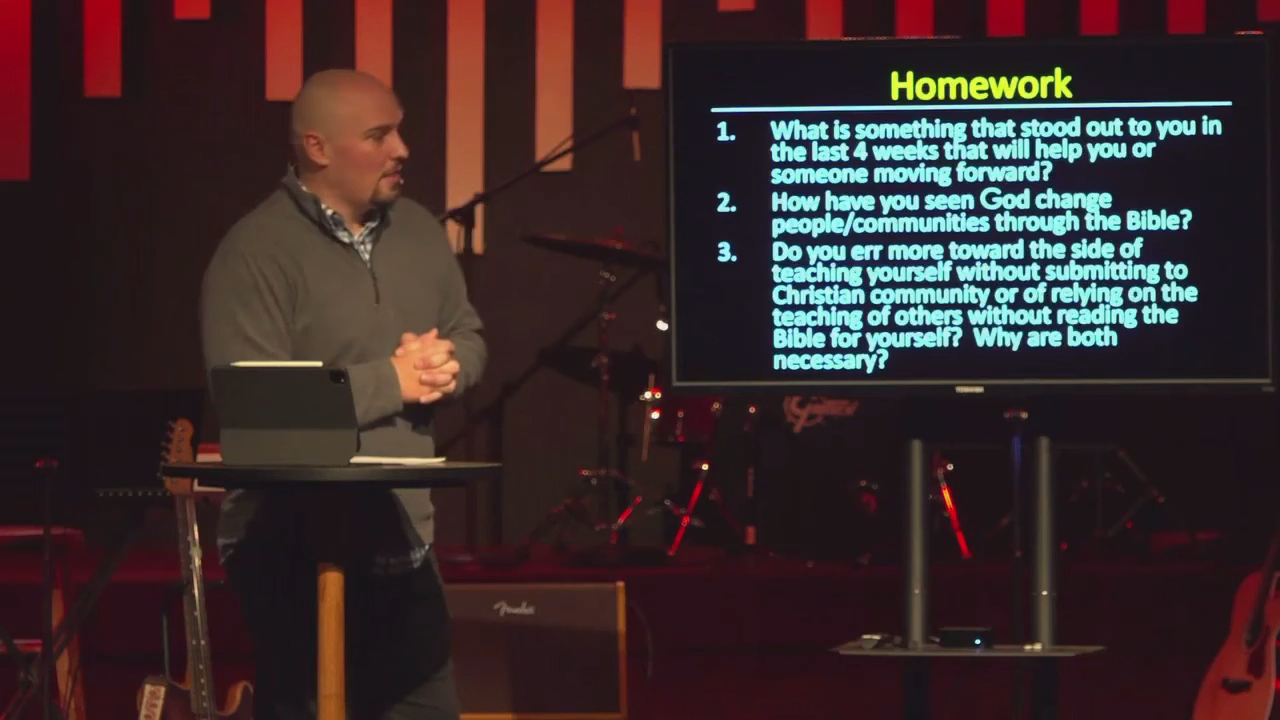 Homework
1. What is something that stood out to you in
the last 4 weeks that will help you or
someone moving forward?
2. How have you seen God change
people/communities through the Bible?
3. Do you err more toward the side of
teaching yourself without submitting to
Christian community or of relying on the
teaching of others without reading the
Bible for yourself? Why are both
necessary?
TOSHIBA
Fender